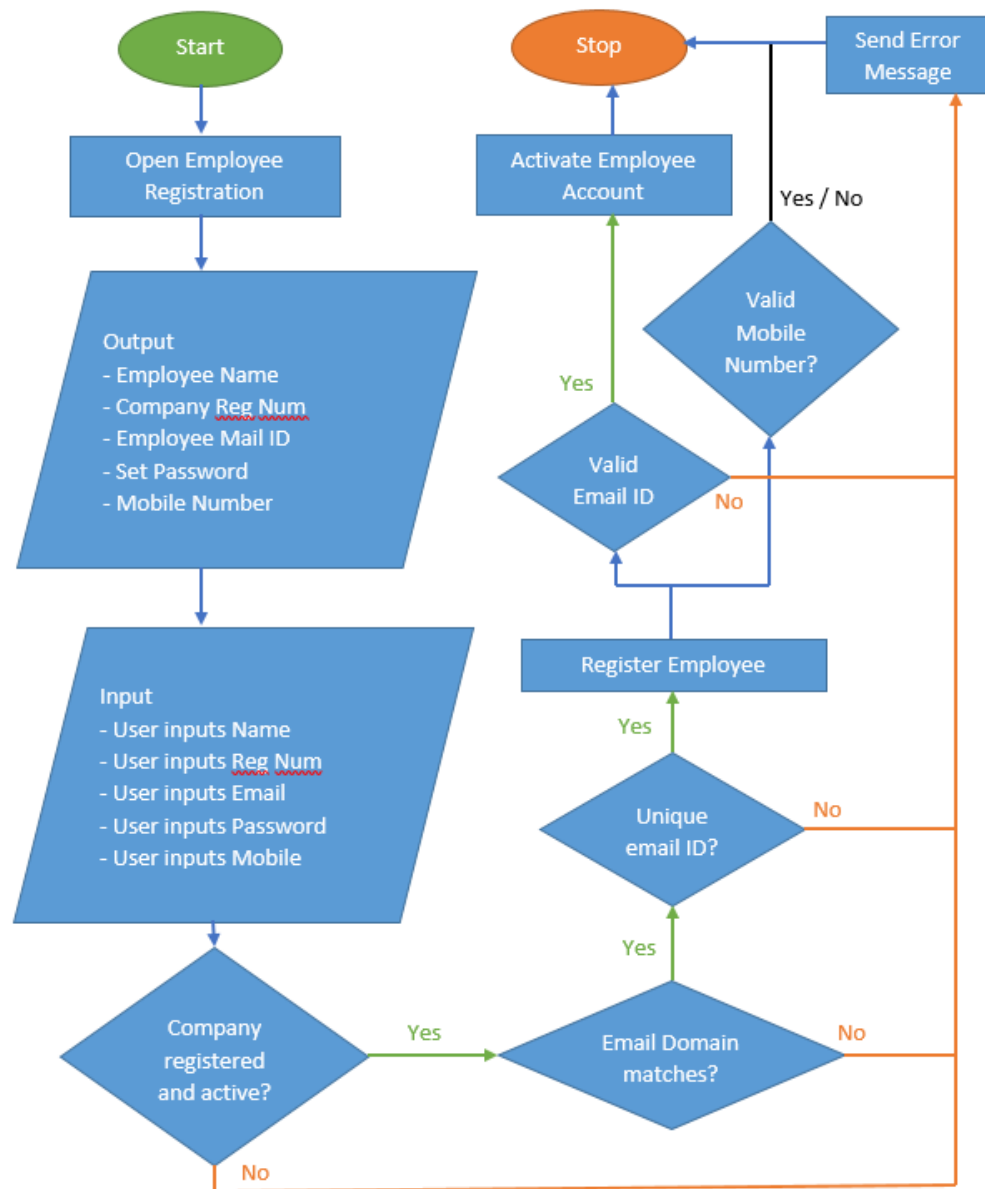 Start
Open Employee
Registration
Output
- Employee Name
- Company Reg Num
- Employee Mail ID
- Set Password
- Mobile Number
Input
- User inputs Name
- User inputs Reg Num
- User inputs Email
- User inputs Password
- User inputs Mobile
Company
registered
and active?
No
Yes
Email Domain
matches?
No
Yes
Unique
email ID?
No
Yes
Register Employee
Valid
Email ID
No
Yes
Activate Employee
Account
Valid
Mobile
Number?
Yes / No
Send Error
Message
Stop